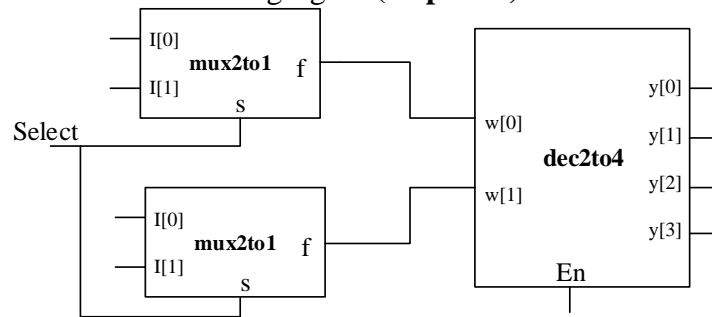 I[0]
mux2to1
f
I[1]
s
Select
I[0]
mux2to1
f
I[1]
s
w[0]
w[1]
dec2to4
En
y[0]
y[1]
y[2]
y[3]